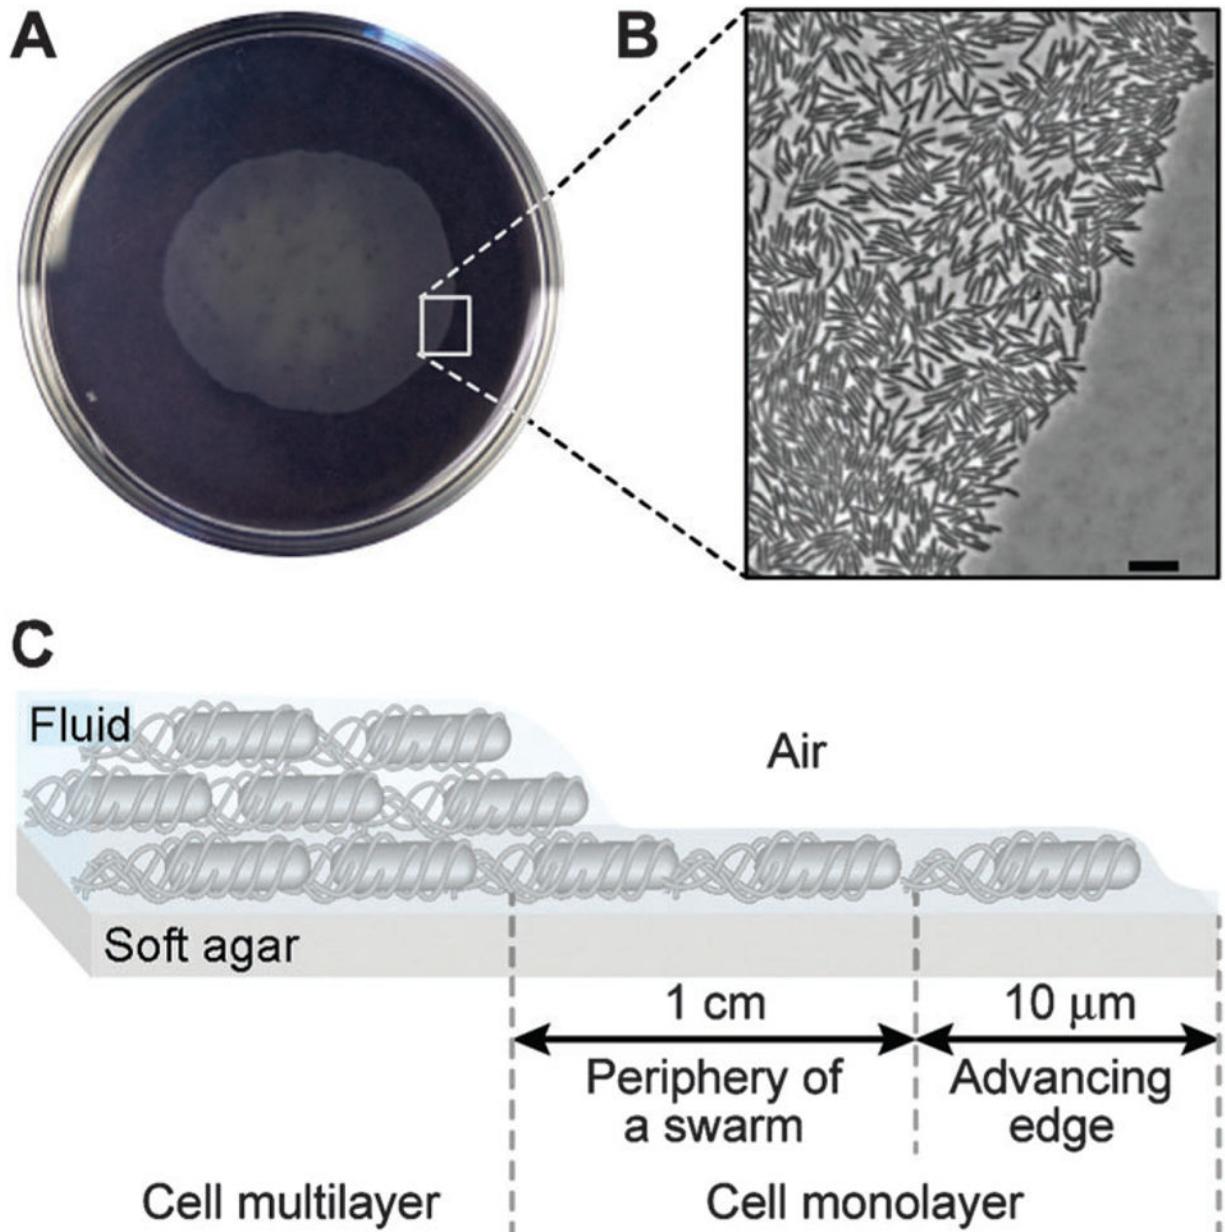 A
B
C
Fluid
Air
Soft agar
1 cm
10 μm
Periphery of
a swarm
Advancing
edge
Cell multilayer
Cell monolayer